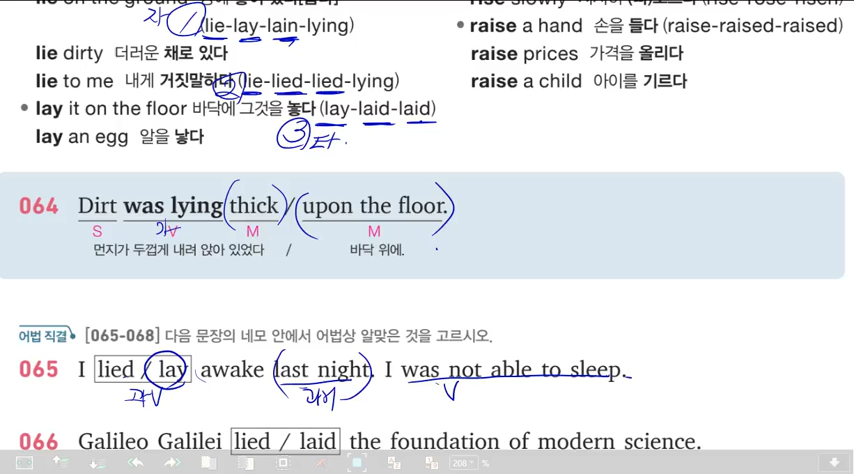 자 1 (lie-lay-lain-lying)
raise a hand 손을 들다 (raise-raised-raised)
lie dirty 더러운 채로 있다
raise prices 가격을 올리다
lie to me 내게 거짓말하다 (lie-lied-lied-lying)
raise a child 아이를 기르다
② 
lay it on the floor 바닥에 그것을 놓다 (lay-laid-laid)
lay an egg 알을 낳다
③ 타.
064 Dirt was lying (thick) / (upon the floor.)
S V M M
먼지가 두껍게 내려 앉아 있었다 / 바닥 위에.
어법 직결 [065-068] 다음 문장의 네모 안에서 어법상 알맞은 것을 고르시오.
065 I lied / lay awake (last night). I was not able to sleep.
과V 과거 V
066 Galileo Galilei lied / laid the foundation of modern science.
208 %